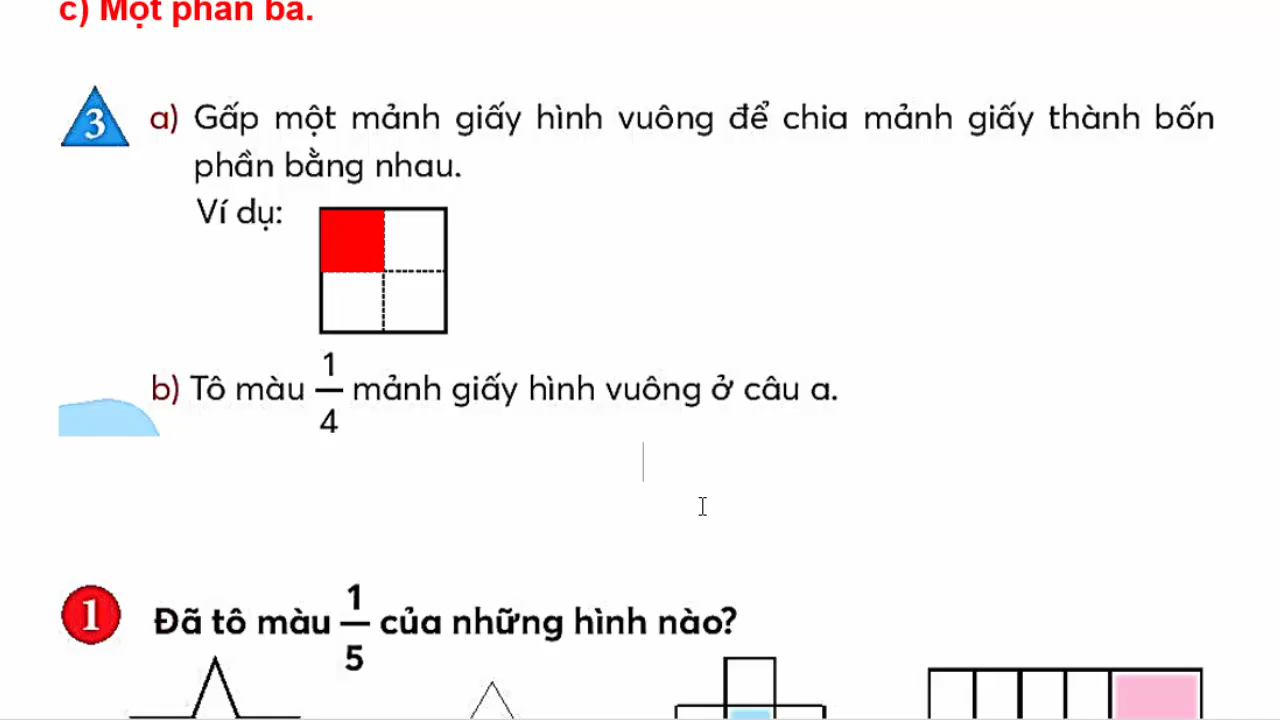 c) Một phần ba.
3 a) Gấp một mảnh giấy hình vuông để chia mảnh giấy thành bốn
phần bằng nhau.
Ví dụ:
b) Tô màu 1/4 mảnh giấy hình vuông ở câu a.
1 Đã tô màu 1/5 của những hình nào?